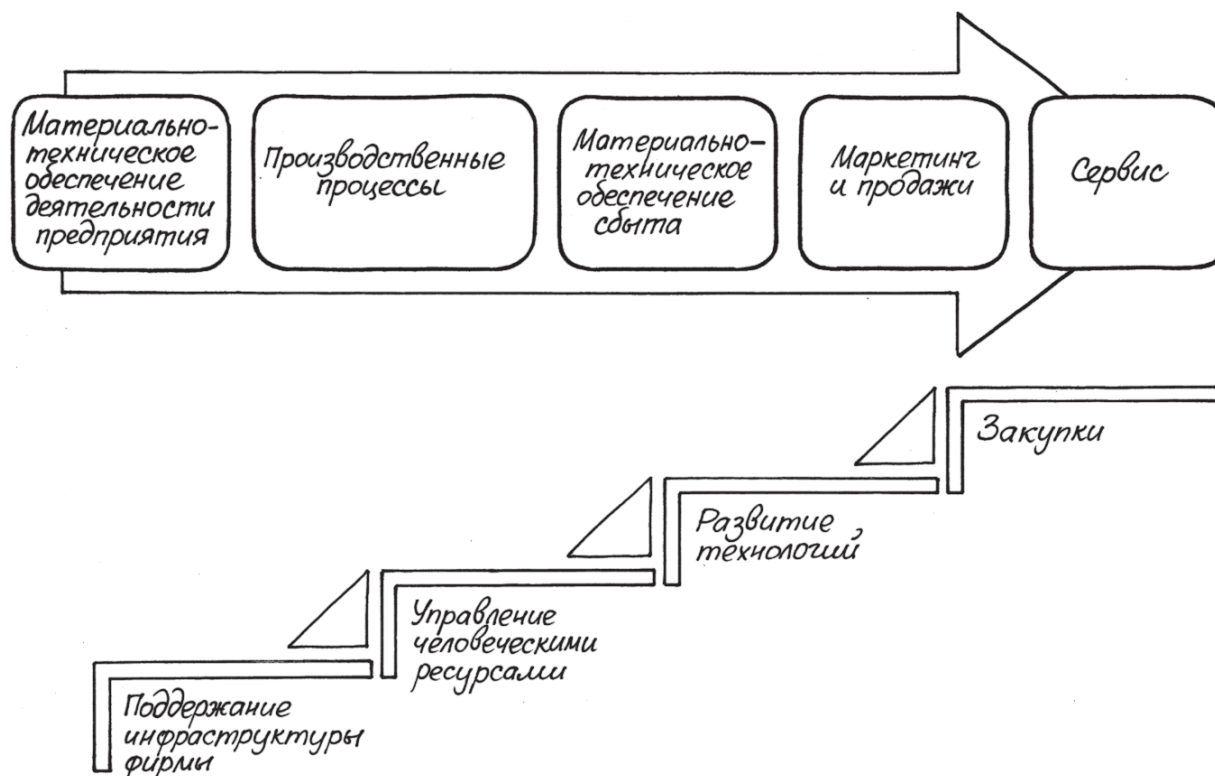 Материально-
техническое
обеспечение
деятельности
предприятия
Производственные
процессы
Материально-
техническое
обеспечение
сбыта
Маркетинг
и продажи
Сервис
Закупки
Развитие
технологий
Управление
человеческими
ресурсами
Поддержание
инфраструктуры
фирмы